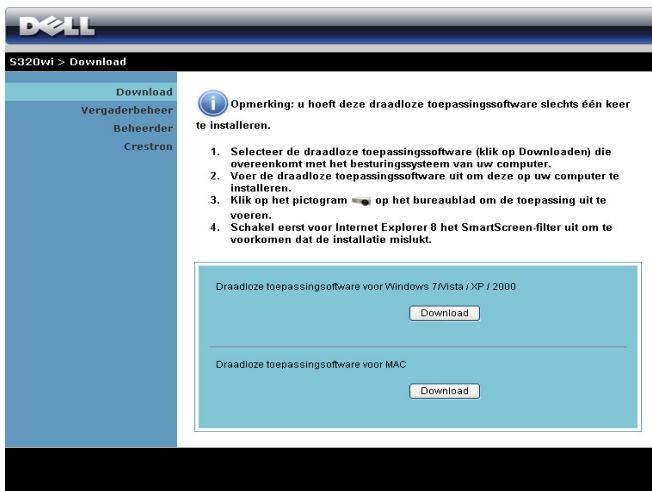 DELL
S320wi > Download
Download
Vergaderbeheer
Beheerder
Crestron
Opmerking: u hoeft deze draadloze toepassingssoftware slechts één keer
te installeren.
1. Selecteer de draadloze toepassingssoftware (klik op Downloaden) die
overeenkomt met het besturingssysteem van uw computer.
2. Voer de draadloze toepassingssoftware uit om deze op uw computer te
installeren.
3. Klik op het pictogram op het bureaublad om de toepassing uit te
voeren.
4. Schakel eerst voor Internet Explorer 8 het SmartScreen-filter uit om te
voorkomen dat de installatie mislukt.
Draadloze toepassingsoftware voor Windows 7/Vista / XP / 2000
Download
Draadloze toepassingsoftware voor MAC
Download